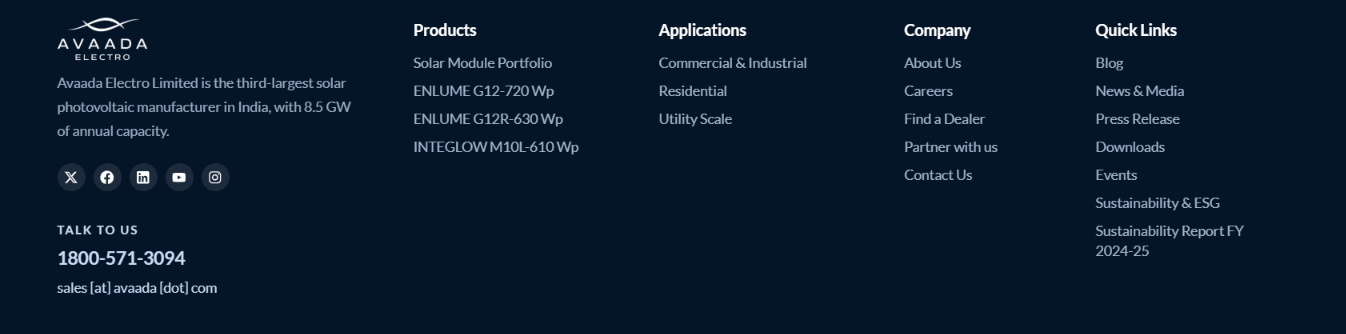 AVAADA
ELECTRO
Avaada Electro Limited is the third-largest solar
photovoltaic manufacturer in India, with 8.5 GW
of annual capacity.
TALK TO US
1800-571-3094
sales [at] avaada [dot] com
Products
Solar Module Portfolio
ENLUME G12-720 Wp
ENLUME G12R-630 Wp
INTEGLOW M10L-610 Wp
Applications
Commercial & Industrial
Residential
Utility Scale
Company
About Us
Careers
Find a Dealer
Partner with us
Contact Us
Quick Links
Blog
News & Media
Press Release
Downloads
Events
Sustainability & ESG
Sustainability Report FY
2024-25